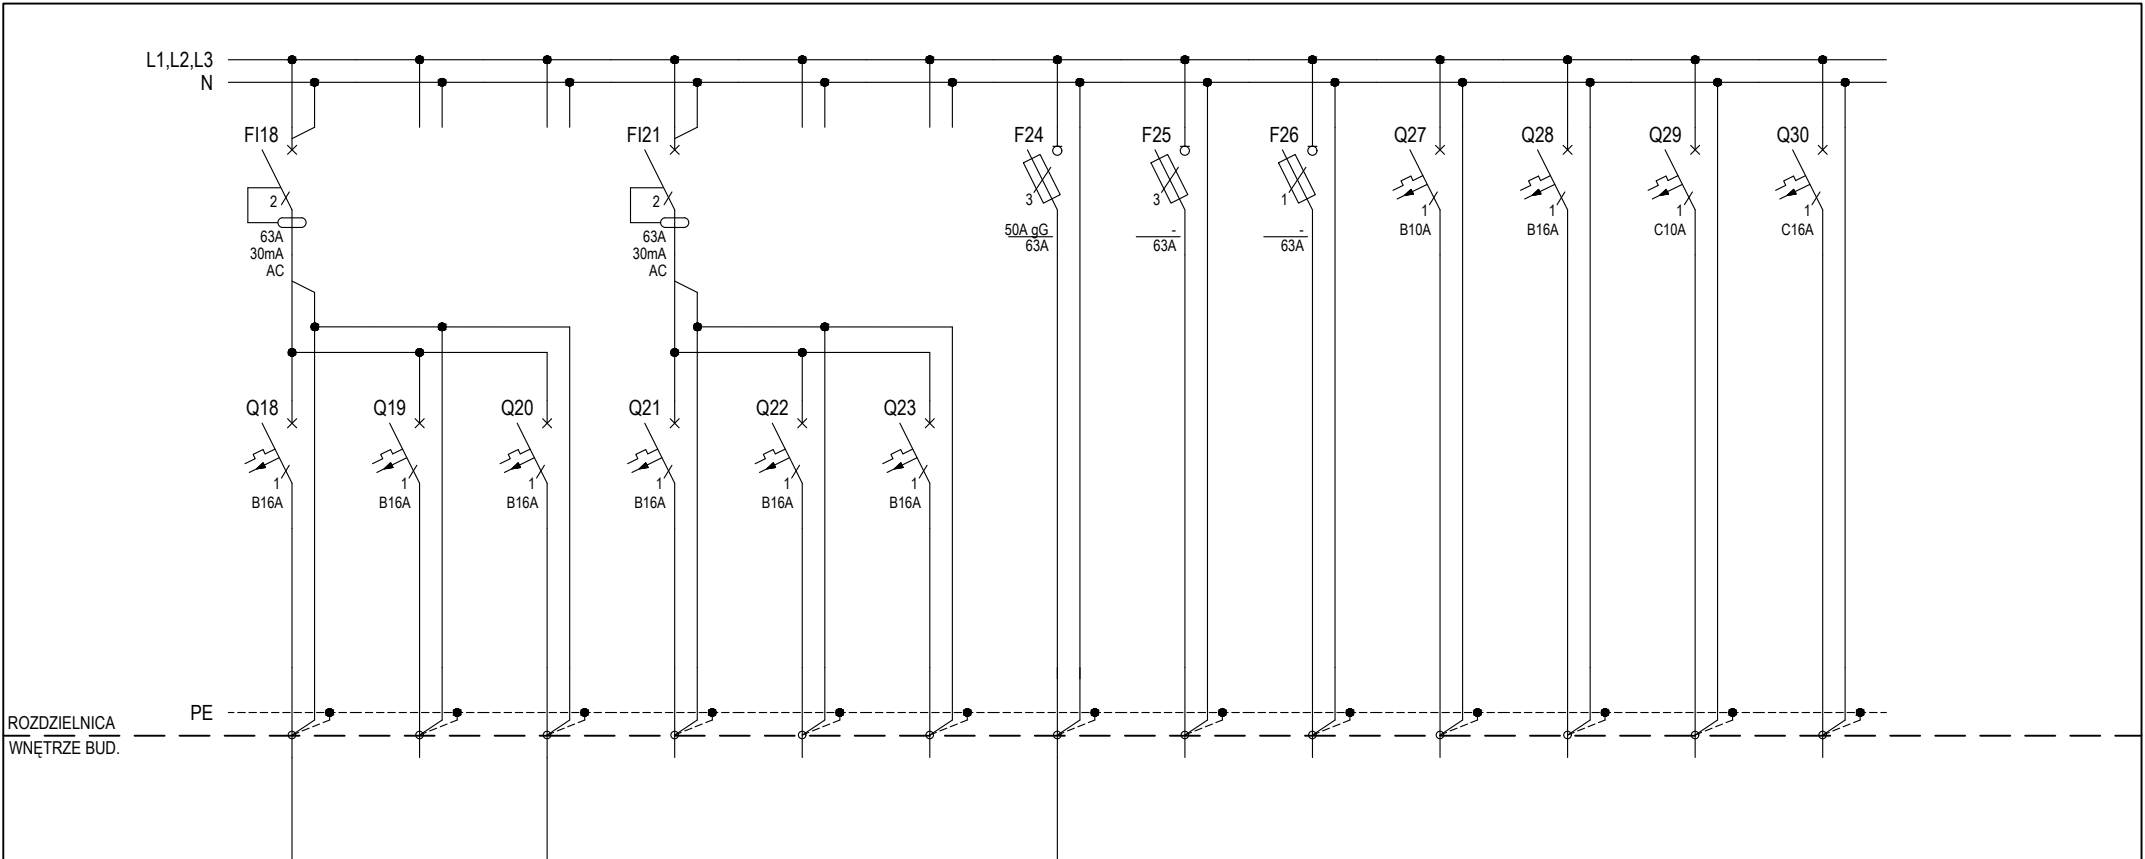 L1,L2,L3
N
FI18
FI21
F24
F25
F26
Q27
Q28
Q29
Q30
2
2
3
3
1
1
1
1
1
63A
30mA
AC
63A
30mA
AC
50A gG
63A
-
63A
-
63A
B10A
B16A
C10A
C16A
Q18
Q19
Q20
Q21
Q22
Q23
1
1
1
1
1
1
B16A
B16A
B16A
B16A
B16A
B16A
PE
ROZDZIELNICA
WNĘTRZE BUD.